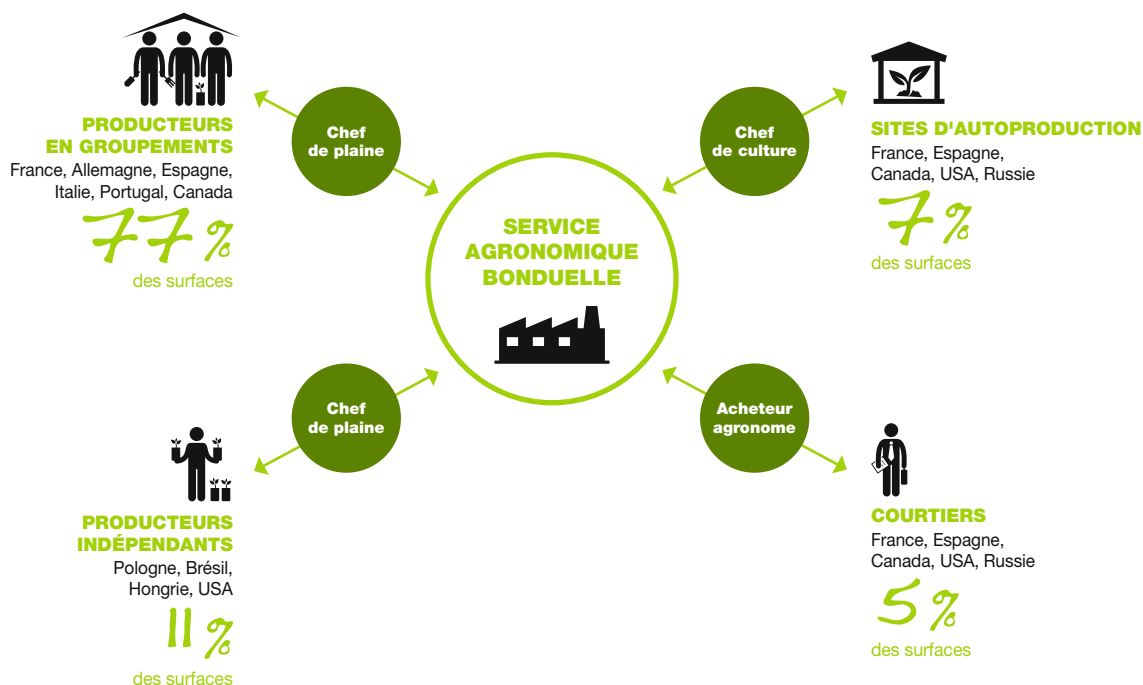 PRODUCTEURS
EN GROUPEMENTS
France, Allemagne, Espagne,
Italie, Portugal, Canada
77 %
des surfaces
Chef
de plaine
Chef
de culture
SITES D'AUTOPRODUCTION
France, Espagne,
Canada, USA, Russie
7 %
des surfaces
SERVICE
AGRONOMIQUE
BONDUELLE
Chef
de plaine
Acheteur
agronome
PRODUCTEURS
INDÉPENDANTS
Pologne, Brésil,
Hongrie, USA
11 %
des surfaces
COURTIERS
France, Espagne,
Canada, USA, Russie
5 %
des surfaces